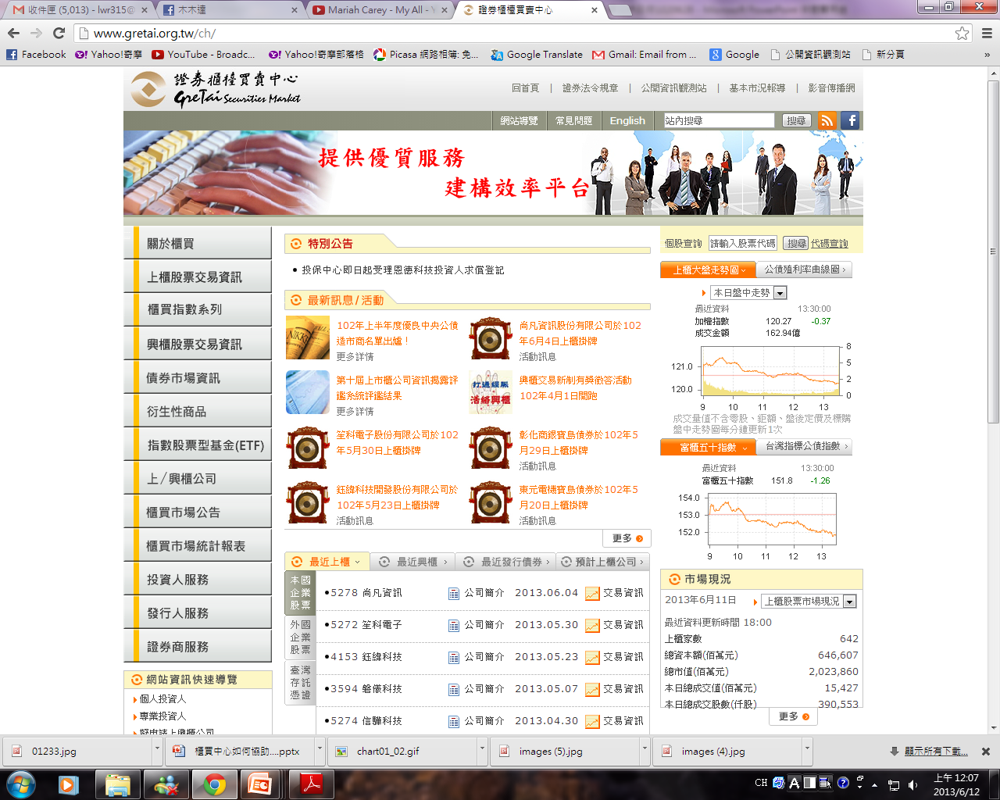 收件匣 (5,013) - lwr315@
木木達
Mariah Carey - My All - Y
證券櫃檯買賣中心
www.gretai.org.tw/ch/
Facebook
Yahoo!奇摩
YouTube - Broadc...
Yahoo!奇摩部落格
Picasa 網路相簿: 免...
Google Translate
Gmail: Email from ...
Google
公開資訊觀測站
新分頁
»
證券櫃檯買賣中心
GreTai Securities Market
回首頁 | 證券法令規章 | 公開資訊觀測站 | 基本市況報導 | 影音傳播網
網站導覽 常見問題 English 站內搜尋 搜尋
提供優質服務
建構效率平台
關於櫃買
上櫃股票交易資訊
櫃買指數系列
興櫃股票交易資訊
債券市場資訊
衍生性商品
指數股票型基金(ETF)
上/興櫃公司
櫃買市場公告
櫃買市場統計報表
投資人服務
發行人服務
證券商服務
網站資訊快速導覽
個人投資人
專業投資人
擬申請上興櫃公司
特別公告
投保中心即日起受理恩德科技投資人求償登記
最新訊息/活動
102年上半年度優良中央公債
造市商名單出爐！
更多詳情
尚凡資訊股份有限公司於102
年6月4日上櫃掛牌
活動訊息
第十屆上市櫃公司資訊揭露評
鑑系統評鑑結果
更多詳情
打通經脈
活絡興櫃
興櫃交易新制有獎徵答活動
102年4月1日開跑
笙科電子股份有限公司於102
年5月30日上櫃掛牌
彰化商銀寶島債券於102年5
月29日上櫃掛牌
活動訊息
鈺緯科技開發股份有限公司於
102年5月23日上櫃掛牌
活動訊息
東元電機寶島債券於102年5
月20日上櫃掛牌
活動訊息
更多
最近上櫃 最近興櫃 最近發行債券 預計上櫃公司
本國
企業
股票
外國
企業
股票
臺灣
存託
憑證
5278 尚凡資訊 公司簡介 2013.06.04 交易資訊
5272 笙科電子 公司簡介 2013.05.30 交易資訊
4153 鈺緯科技 公司簡介 2013.05.23 交易資訊
3594 磐儀科技 公司簡介 2013.05.07 交易資訊
5274 信驊科技 公司簡介 2013.04.30 交易資訊
個股查詢 請輸入股票代碼 搜尋 代碼查詢
上櫃大盤走勢圖 公債殖利率曲線圖
本日盤中走勢
最近資料 13:30:00
加權指數 120.27 -0.37
成交金額 162.94億
8
121.0 5
120.0 2
0
9 10 11 12 13
成交量值不含零股、鉅額、盤後定價及標購
盤中走勢圖每分鐘更新1次
富櫃五十指數 台灣指標公債指數
最近資料 13:30:00
富櫃五十指數 151.8 -1.26
154.0
153.0
152.0
9 10 11 12 13
市場現況
2013年6月11日 上櫃股票市場現況
最近資料更新時間 18:00
上櫃家數 642
總資本額(佰萬元) 646,607
總市值(佰萬元) 2,023,860
本日總成交值(佰萬元) 15,427
本日總成交股數(仟股) 390,553
更多
01233.jpg
櫃買中心如何協助....pptx
chart01_02.gif
images (5).jpg
images (4).jpg
顯示所有下載...
CH
上午 12:07
2013/6/12